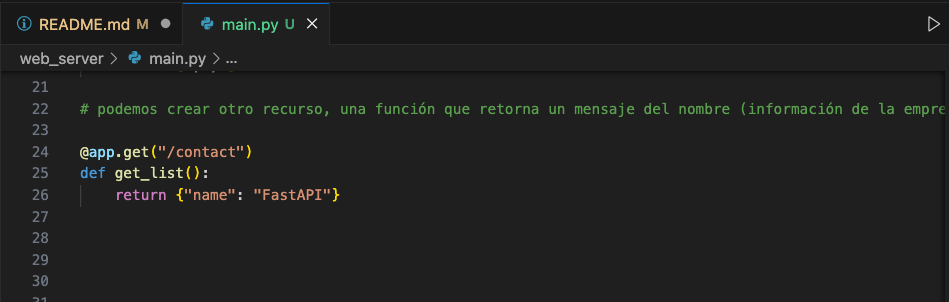 README.md M
main.py U
web_server > main.py > ...
21
22 # podemos crear otro recurso, una función que retorna un mensaje del nombre (información de la empre
23
24 @app.get("/contact")
25 def get_list():
26     return {"name": "FastAPI"}
27
28
29
30
31